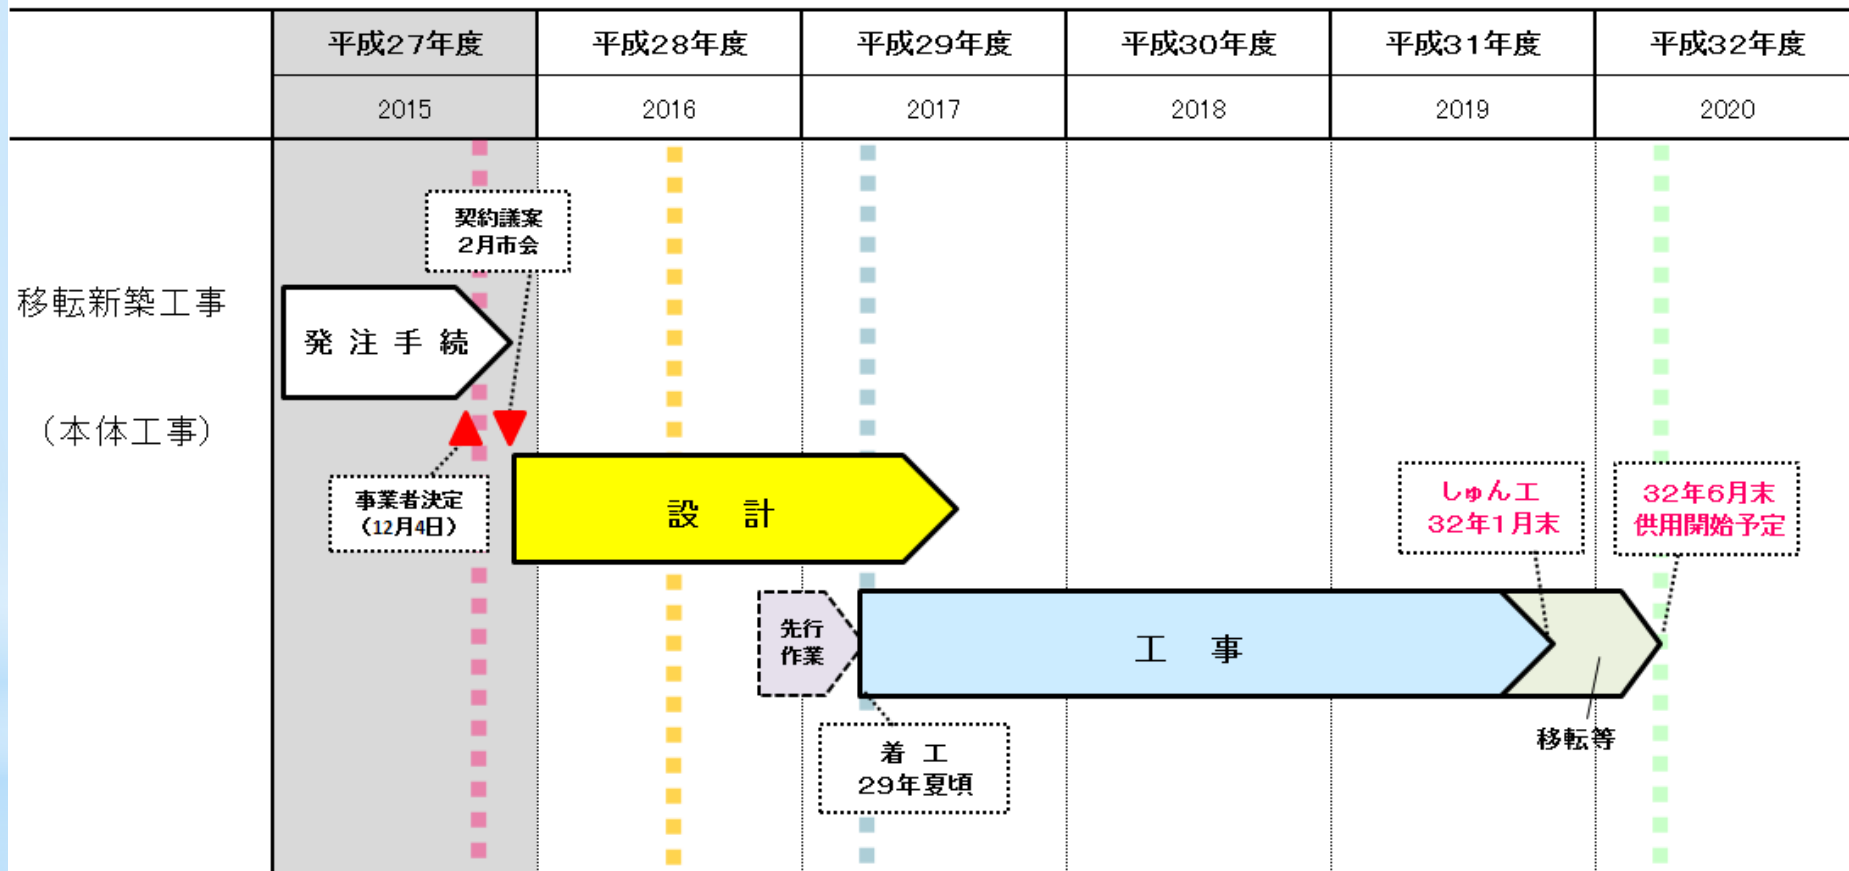 平成27年度
平成28年度
平成29年度
平成30年度
平成31年度
平成32年度
2015
2016
2017
2018
2019
2020
移転新築工事
（本体工事）
契約議案
2月市会
発注手続
事業者決定
（12月4日）
設計
しゅん工
32年1月末
32年6月末
供用開始予定
先行
作業
工事
着工
29年夏頃
移転等